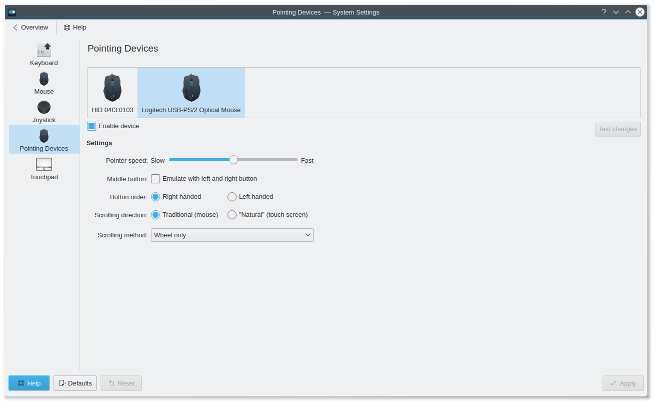 Pointing Devices — System Settings
Overview
Help
Keyboard
Mouse
Joystick
Pointing Devices
Touchpad
Pointing Devices
HID 0413:0103
Logitech USB-PS/2 Optical Mouse
Enable device
Test changes
Settings
Pointer speed: Slow Fast
Middle button: Emulate with left and right button
Button order: Right handed Left handed
Scrolling direction: Traditional (mouse) "Natural" (touch screen)
Scrolling method: Wheel only
Help Defaults Reset Apply